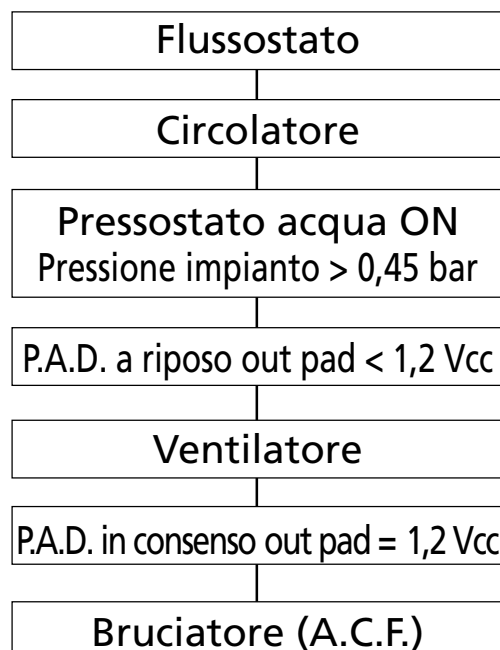 Flussostato
Circolatore
Pressostato acqua ON
Pressione impianto > 0,45 bar
P.A.D. a riposo out pad < 1,2 Vcc
Ventilatore
P.A.D. in consenso out pad = 1,2 Vcc
Bruciatore (A.C.F.)